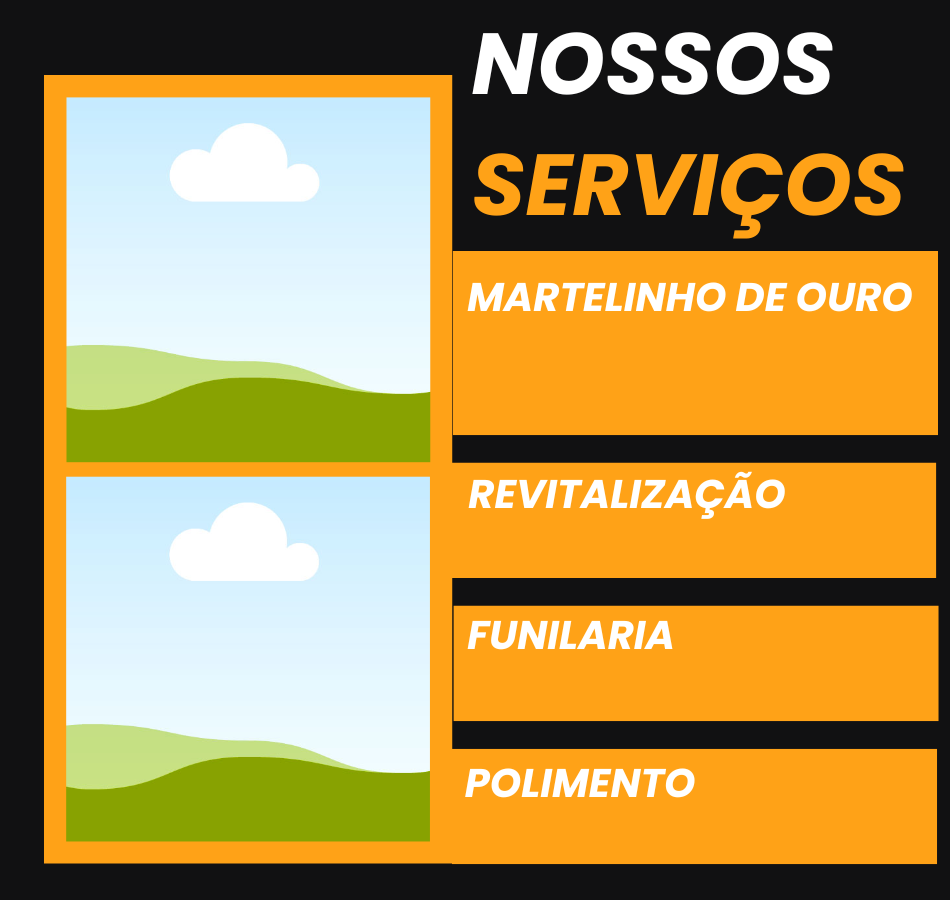 NOSSOS
SERVIÇOS
MARTELINHO DE OURO
REVITALIZAÇÃO
FUNILARIA
POLIMENTO